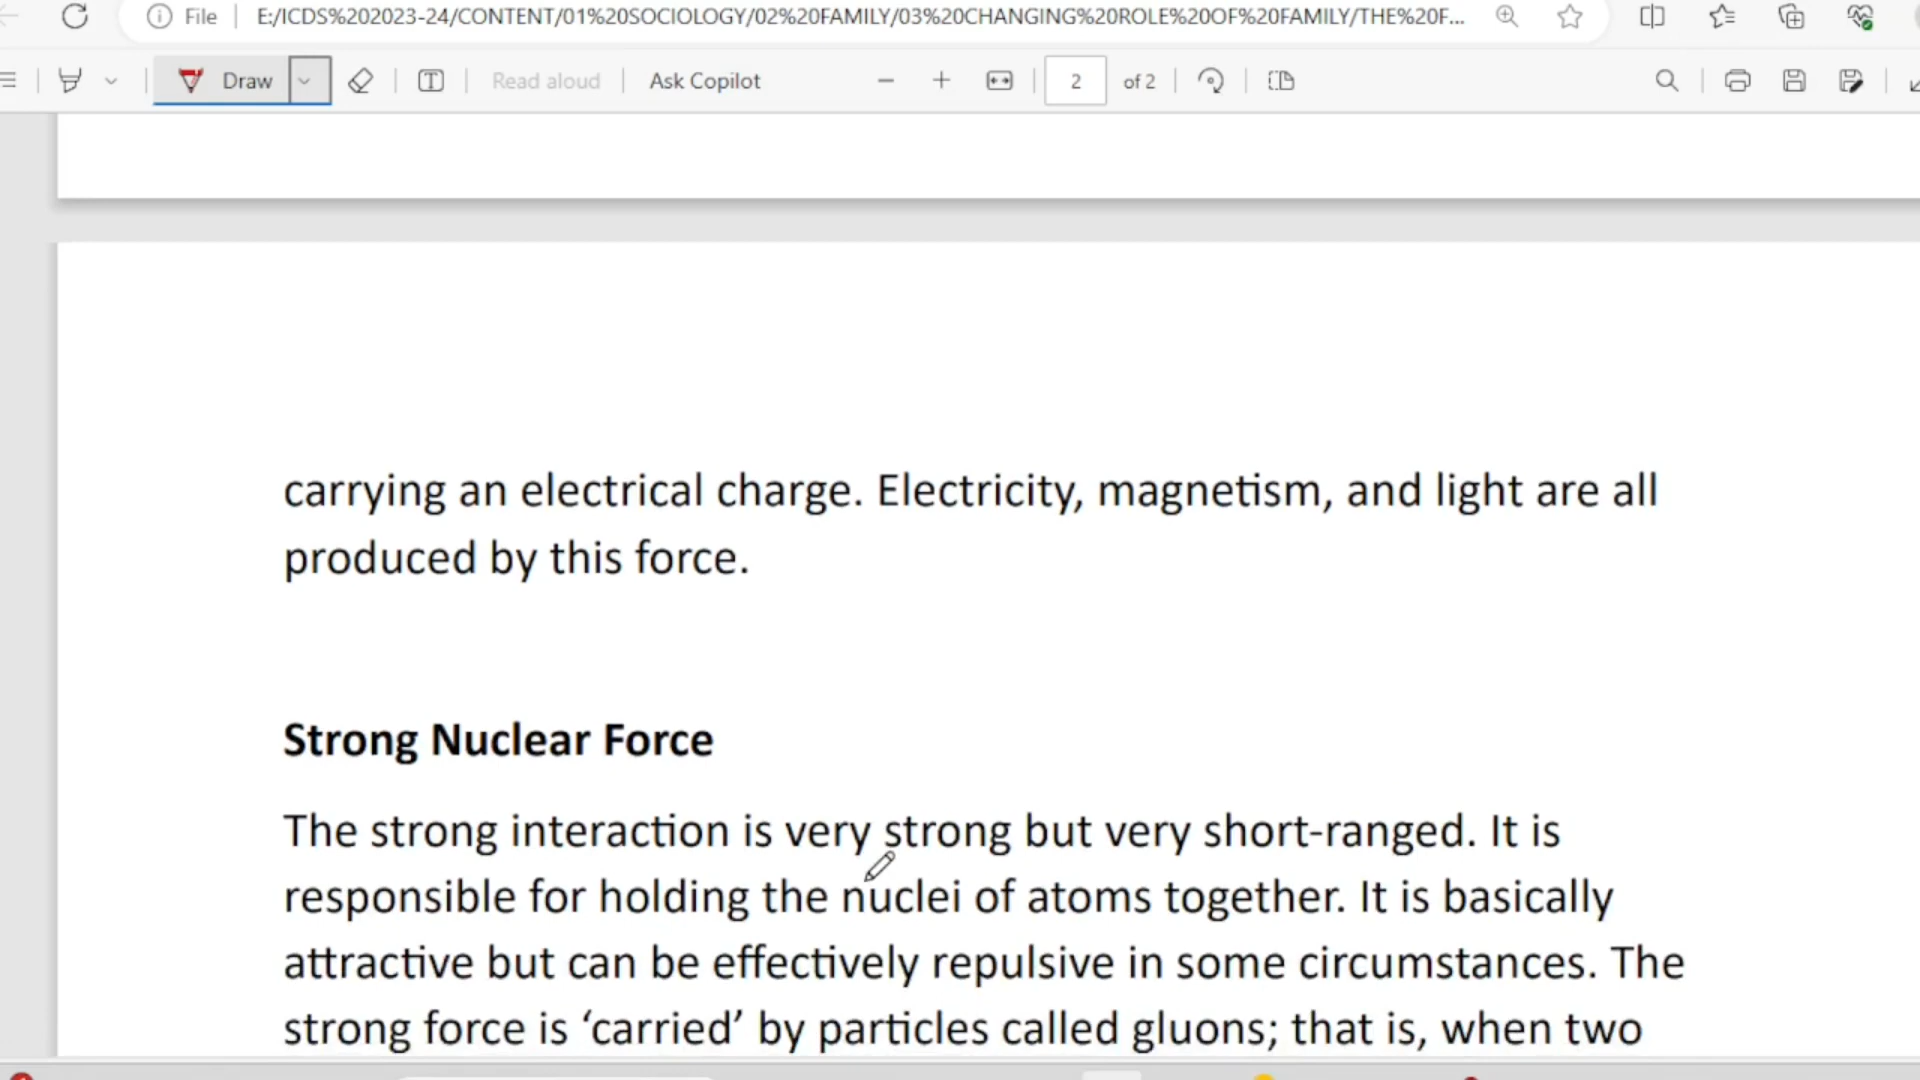 File
E:/ICDS%202023-24/CONTENT/01%20SOCIOLOGY/02%20FAMILY/03%20CHANGING%20ROLE%20OF%20FAMILY/THE%20F...
Draw
Read aloud
Ask Copilot
2
of 2
carrying an electrical charge. Electricity, magnetism, and light are all
produced by this force.
Strong Nuclear Force
The strong interaction is very strong but very short-ranged. It is
responsible for holding the nuclei of atoms together. It is basically
attractive but can be effectively repulsive in some circumstances. The
strong force is ‘carried’ by particles called gluons; that is, when two